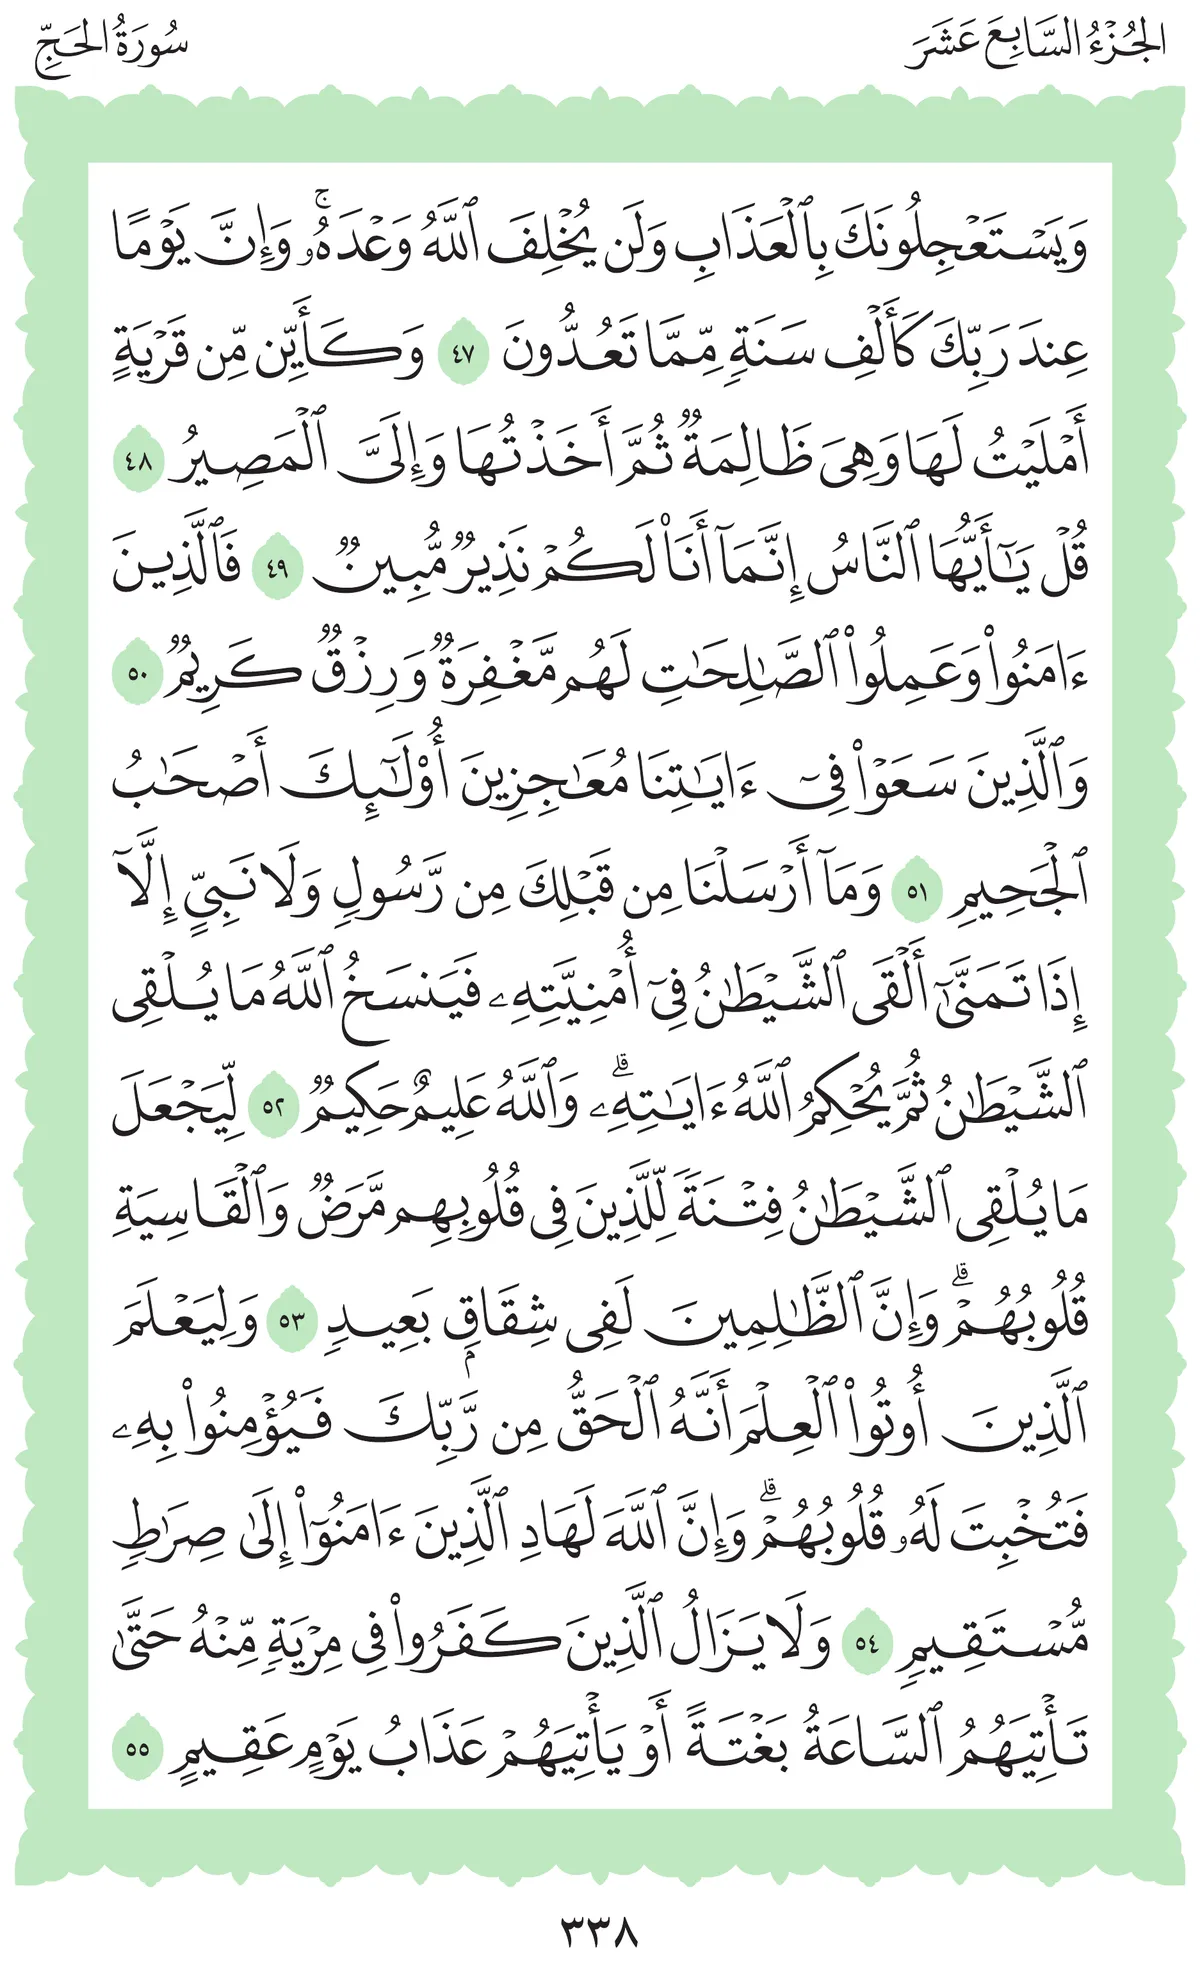 الجُزْءُ السَّابِعَ عَشَرَ
سُورَةُ الحَجِّ
وَيَسْتَعْجِلُونَكَ بِٱلْعَذَابِ وَلَن يُخْلِفَ ٱللَّهُ وَعْدَهُۥۚ وَإِنَّ يَوْمًا
عِندَ رَبِّكَ كَأَلْفِ سَنَةٍ مِّمَّا تَعُدُّونَ ٤٧ وَكَأَيِّن مِّن قَرْيَةٍ
أَمْلَيْتُ لَهَا وَهِىَ ظَالِمَةٌ ثُمَّ أَخَذْتُهَا وَإِلَىَّ ٱلْمَصِيرُ ٤٨
قُلْ يَٰٓأَيُّهَا ٱلنَّاسُ إِنَّمَآ أَنَا۠ لَكُمْ نَذِيرٌ مُّبِينٌ ٤٩ فَٱلَّذِينَ
ءَامَنُوا۟ وَعَمِلُوا۟ ٱلصَّٰلِحَٰتِ لَهُم مَّغْفِرَةٌ وَرِزْقٌ كَرِيمٌ ٥٠
وَٱلَّذِينَ سَعَوْا۟ فِىٓ ءَايَٰتِنَا مُعَٰجِزِينَ أُو۟لَٰٓئِكَ أَصْحَٰبُ
ٱلْجَحِيمِ ٥١ وَمَآ أَرْسَلْنَا مِن قَبْلِكَ مِن رَّسُولٍ وَلَا نَبِىٍّ إِلَّآ
إِذَا تَمَنَّىٰٓ أَلْقَى ٱلشَّيْطَٰنُ فِىٓ أُمْنِيَّتِهِۦ فَيَنسَخُ ٱللَّهُ مَا يُلْقِى
ٱلشَّيْطَٰنُ ثُمَّ يُحْكِمُ ٱللَّهُ ءَايَٰتِهِۦۗ وَٱللَّهُ عَلِيمٌ حَكِيمٌ ٥٢ لِّيَجْعَلَ
مَا يُلْقِى ٱلشَّيْطَٰنُ فِتْنَةً لِّلَّذِينَ فِى قُلُوبِهِم مَّرَضٌ وَٱلْقَاسِيَةِ
قُلُوبُهُمْۗ وَإِنَّ ٱلظَّٰلِمِينَ لَفِى شِقَاقٍۭ بَعِيدٍ ٥٣ وَلِيَعْلَمَ
ٱلَّذِينَ أُوتُوا۟ ٱلْعِلْمَ أَنَّهُ ٱلْحَقُّ مِن رَّبِّكَ فَيُؤْمِنُوا۟ بِهِۦ
فَتُخْبِتَ لَهُۥ قُلُوبُهُمْۗ وَإِنَّ ٱللَّهَ لَهَادِ ٱلَّذِينَ ءَامَنُوٓا۟ إِلَىٰ صِرَٰطٍ
مُّسْتَقِيمٍ ٥٤ وَلَا يَزَالُ ٱلَّذِينَ كَفَرُوا۟ فِى مِرْيَةٍ مِّنْهُ حَتَّىٰ
تَأْتِيَهُمُ ٱلسَّاعَةُ بَغْتَةً أَوْ يَأْتِيَهُمْ عَذَابُ يَوْمٍ عَقِيمٍ ٥٥
٣٣٨